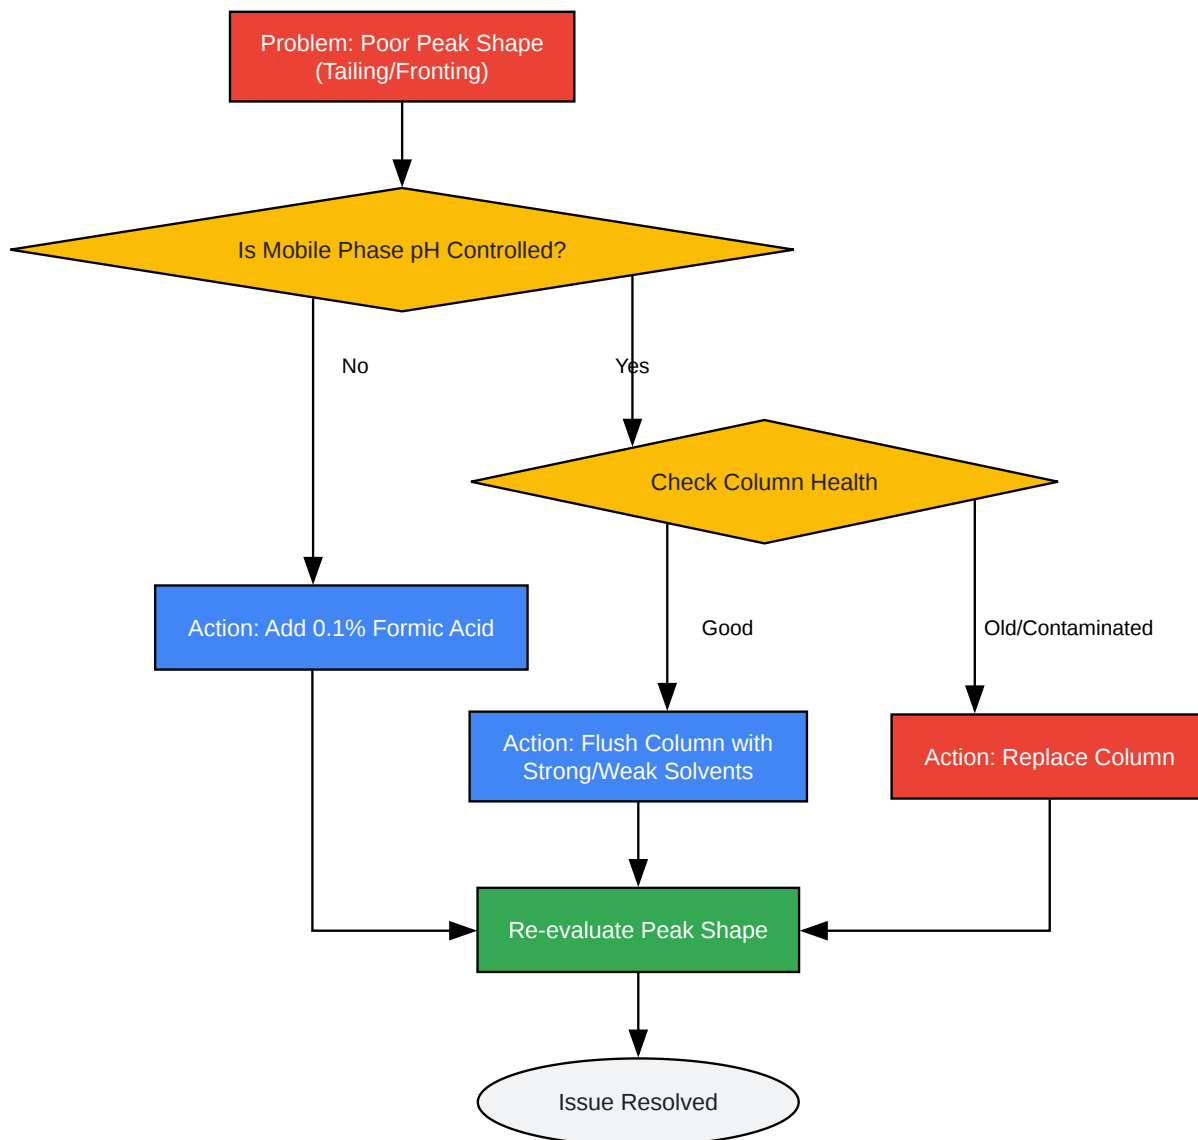 Problem: Poor Peak Shape
(Tailing/Fronting)
Is Mobile Phase pH Controlled?
No
Yes
Check Column Health
Action: Add 0.1% Formic Acid
Good
Old/Contaminated
Action: Flush Column with
Strong/Weak Solvents
Action: Replace Column
Re-evaluate Peak Shape
Issue Resolved